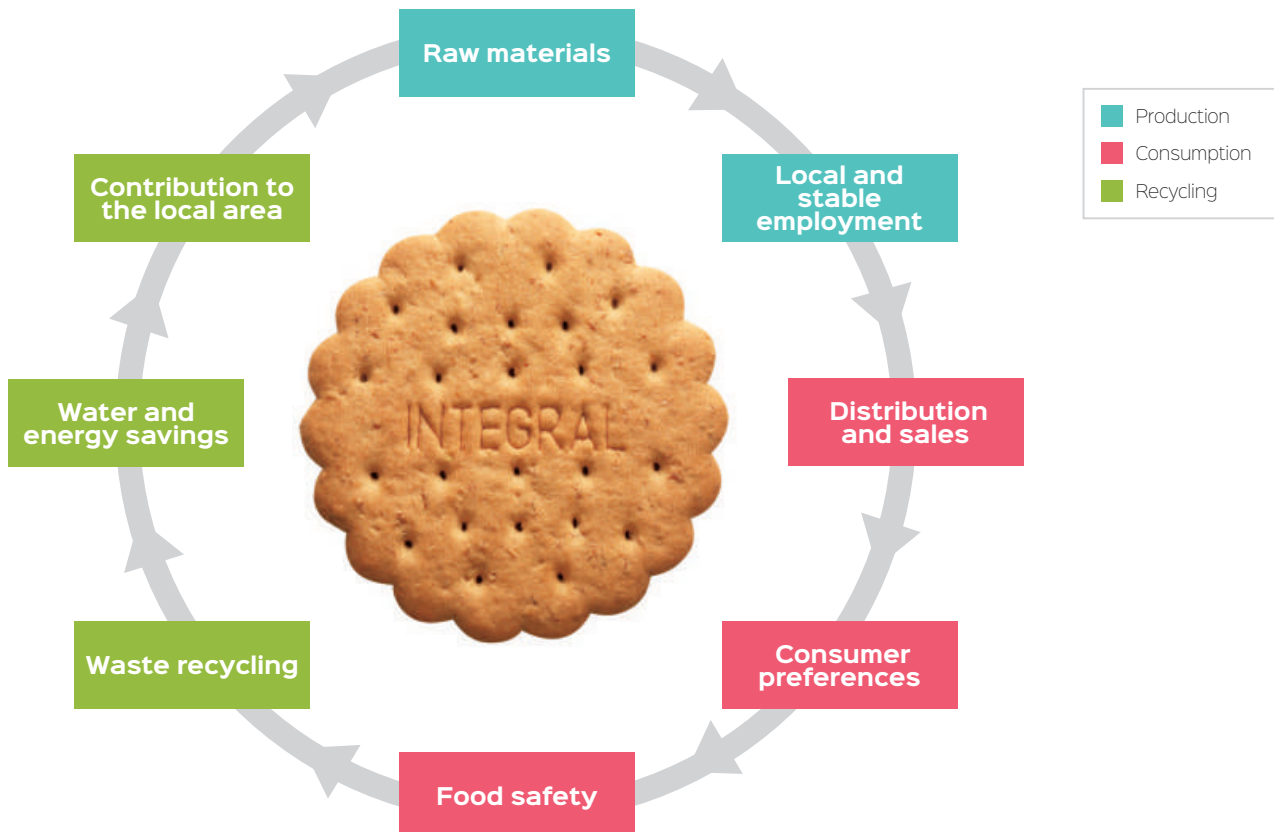 Raw materials
Local and
stable
employment
Distribution
and sales
Consumer
preferences
Food safety
Waste recycling
Water and
energy savings
Contribution to
the local area
INTEGRAL
Production
Consumption
Recycling